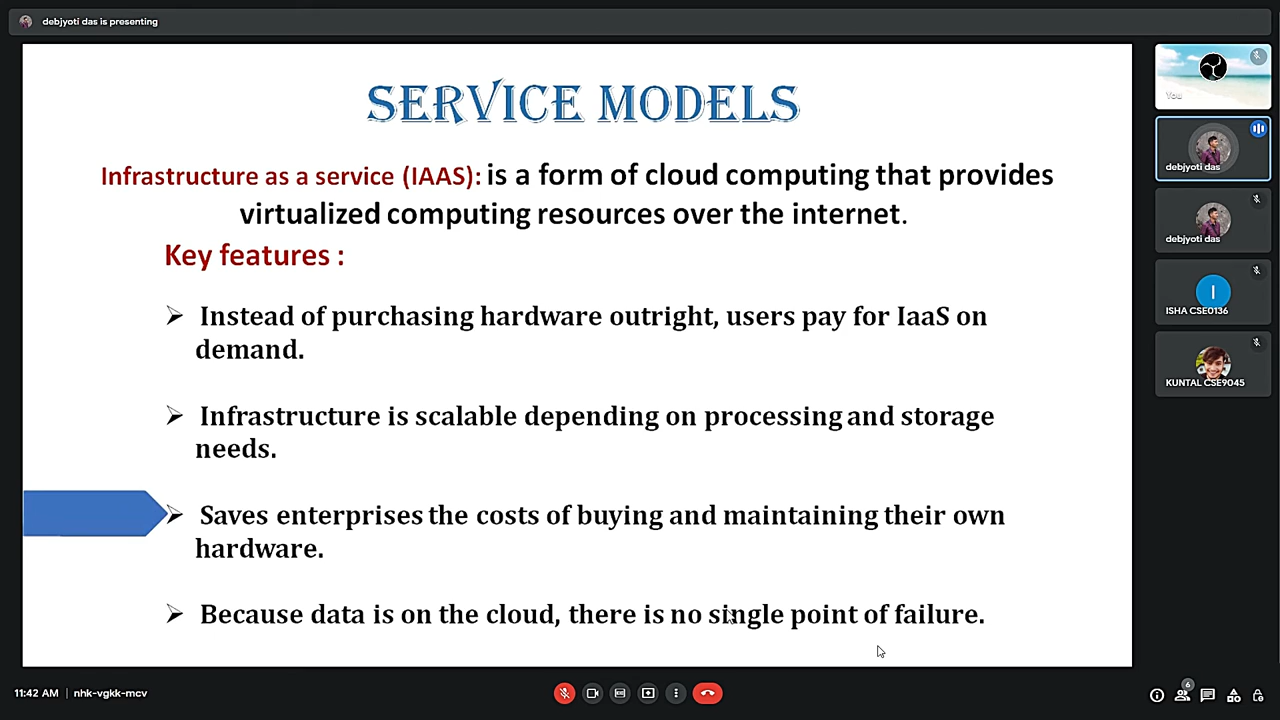 debjyoti das is presenting
SERVICE MODELS
Infrastructure as a service (IAAS): is a form of cloud computing that provides
virtualized computing resources over the internet.
Key features :
➢ Instead of purchasing hardware outright, users pay for IaaS on
demand.
➢ Infrastructure is scalable depending on processing and storage
needs.
➢ Saves enterprises the costs of buying and maintaining their own
hardware.
➢ Because data is on the cloud, there is no single point of failure.
You
debjyoti das
debjyoti das
I
ISHA CSE0136
KUNTAL CSE9045
11:42 AM | nhk-vgkk-mcv
6